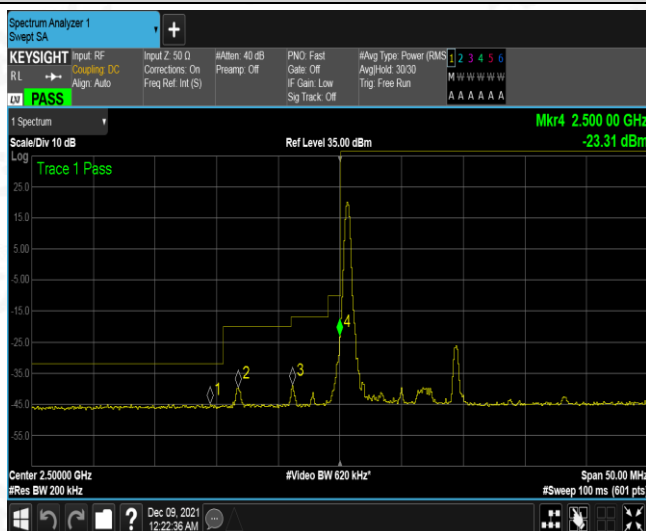 Spectrum Analyzer 1
Swept SA
KEYSIGHT Input: RF Input Z: 50 Ω #Atten: 40 dB PNO: Fast #Avg Type: Power (RMS 1 2 3 4 5 6
RL Coupling: DC Corrections: On Preamp: Off Gate: Off Avg|Hold: 30/30 M W W W W W
Align: Auto Freq Ref: Int (S) IF Gain: Low Trig: Free Run
LXI PASS Sig Track: Off A A A A A A
1 Spectrum Mkr4 2.500 00 GHz
Scale/Div 10 dB Ref Level 35.00 dBm -23.31 dBm
Log
Trace 1 Pass
25.0
15.0
5.00
-5.00
-15.0
4
-25.0
-35.0
1 2 3
-45.0
-55.0
Center 2.50000 GHz #Video BW 620 kHz* Span 50.00 MHz
#Res BW 200 kHz #Sweep 100 ms (601 pts)
? Dec 09, 2021
12:22:36 AM